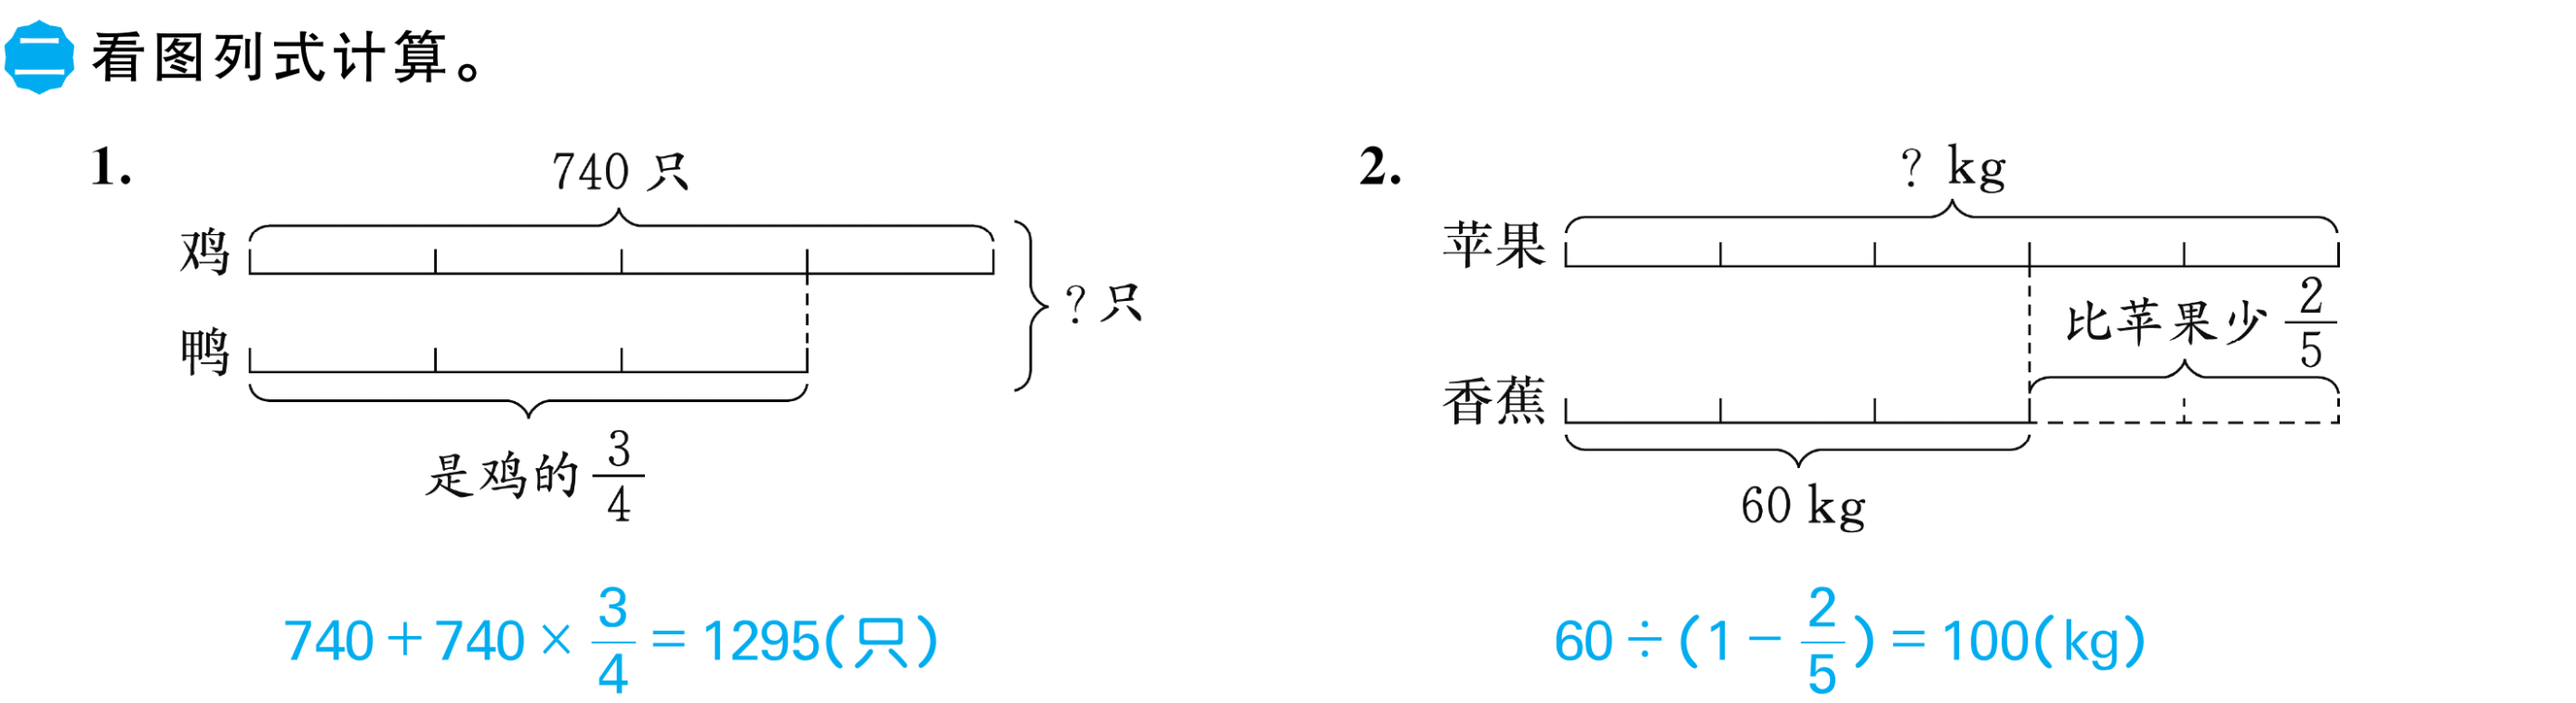 二 看图列式计算。
1.
740 只
鸡
鸭
? 只
是鸡的 3/4
740 + 740 × 3/4 = 1295(只)
2.
? kg
苹果
比苹果少 2/5
香蕉
60 kg
60 ÷ (1 − 2/5) = 100(kg)